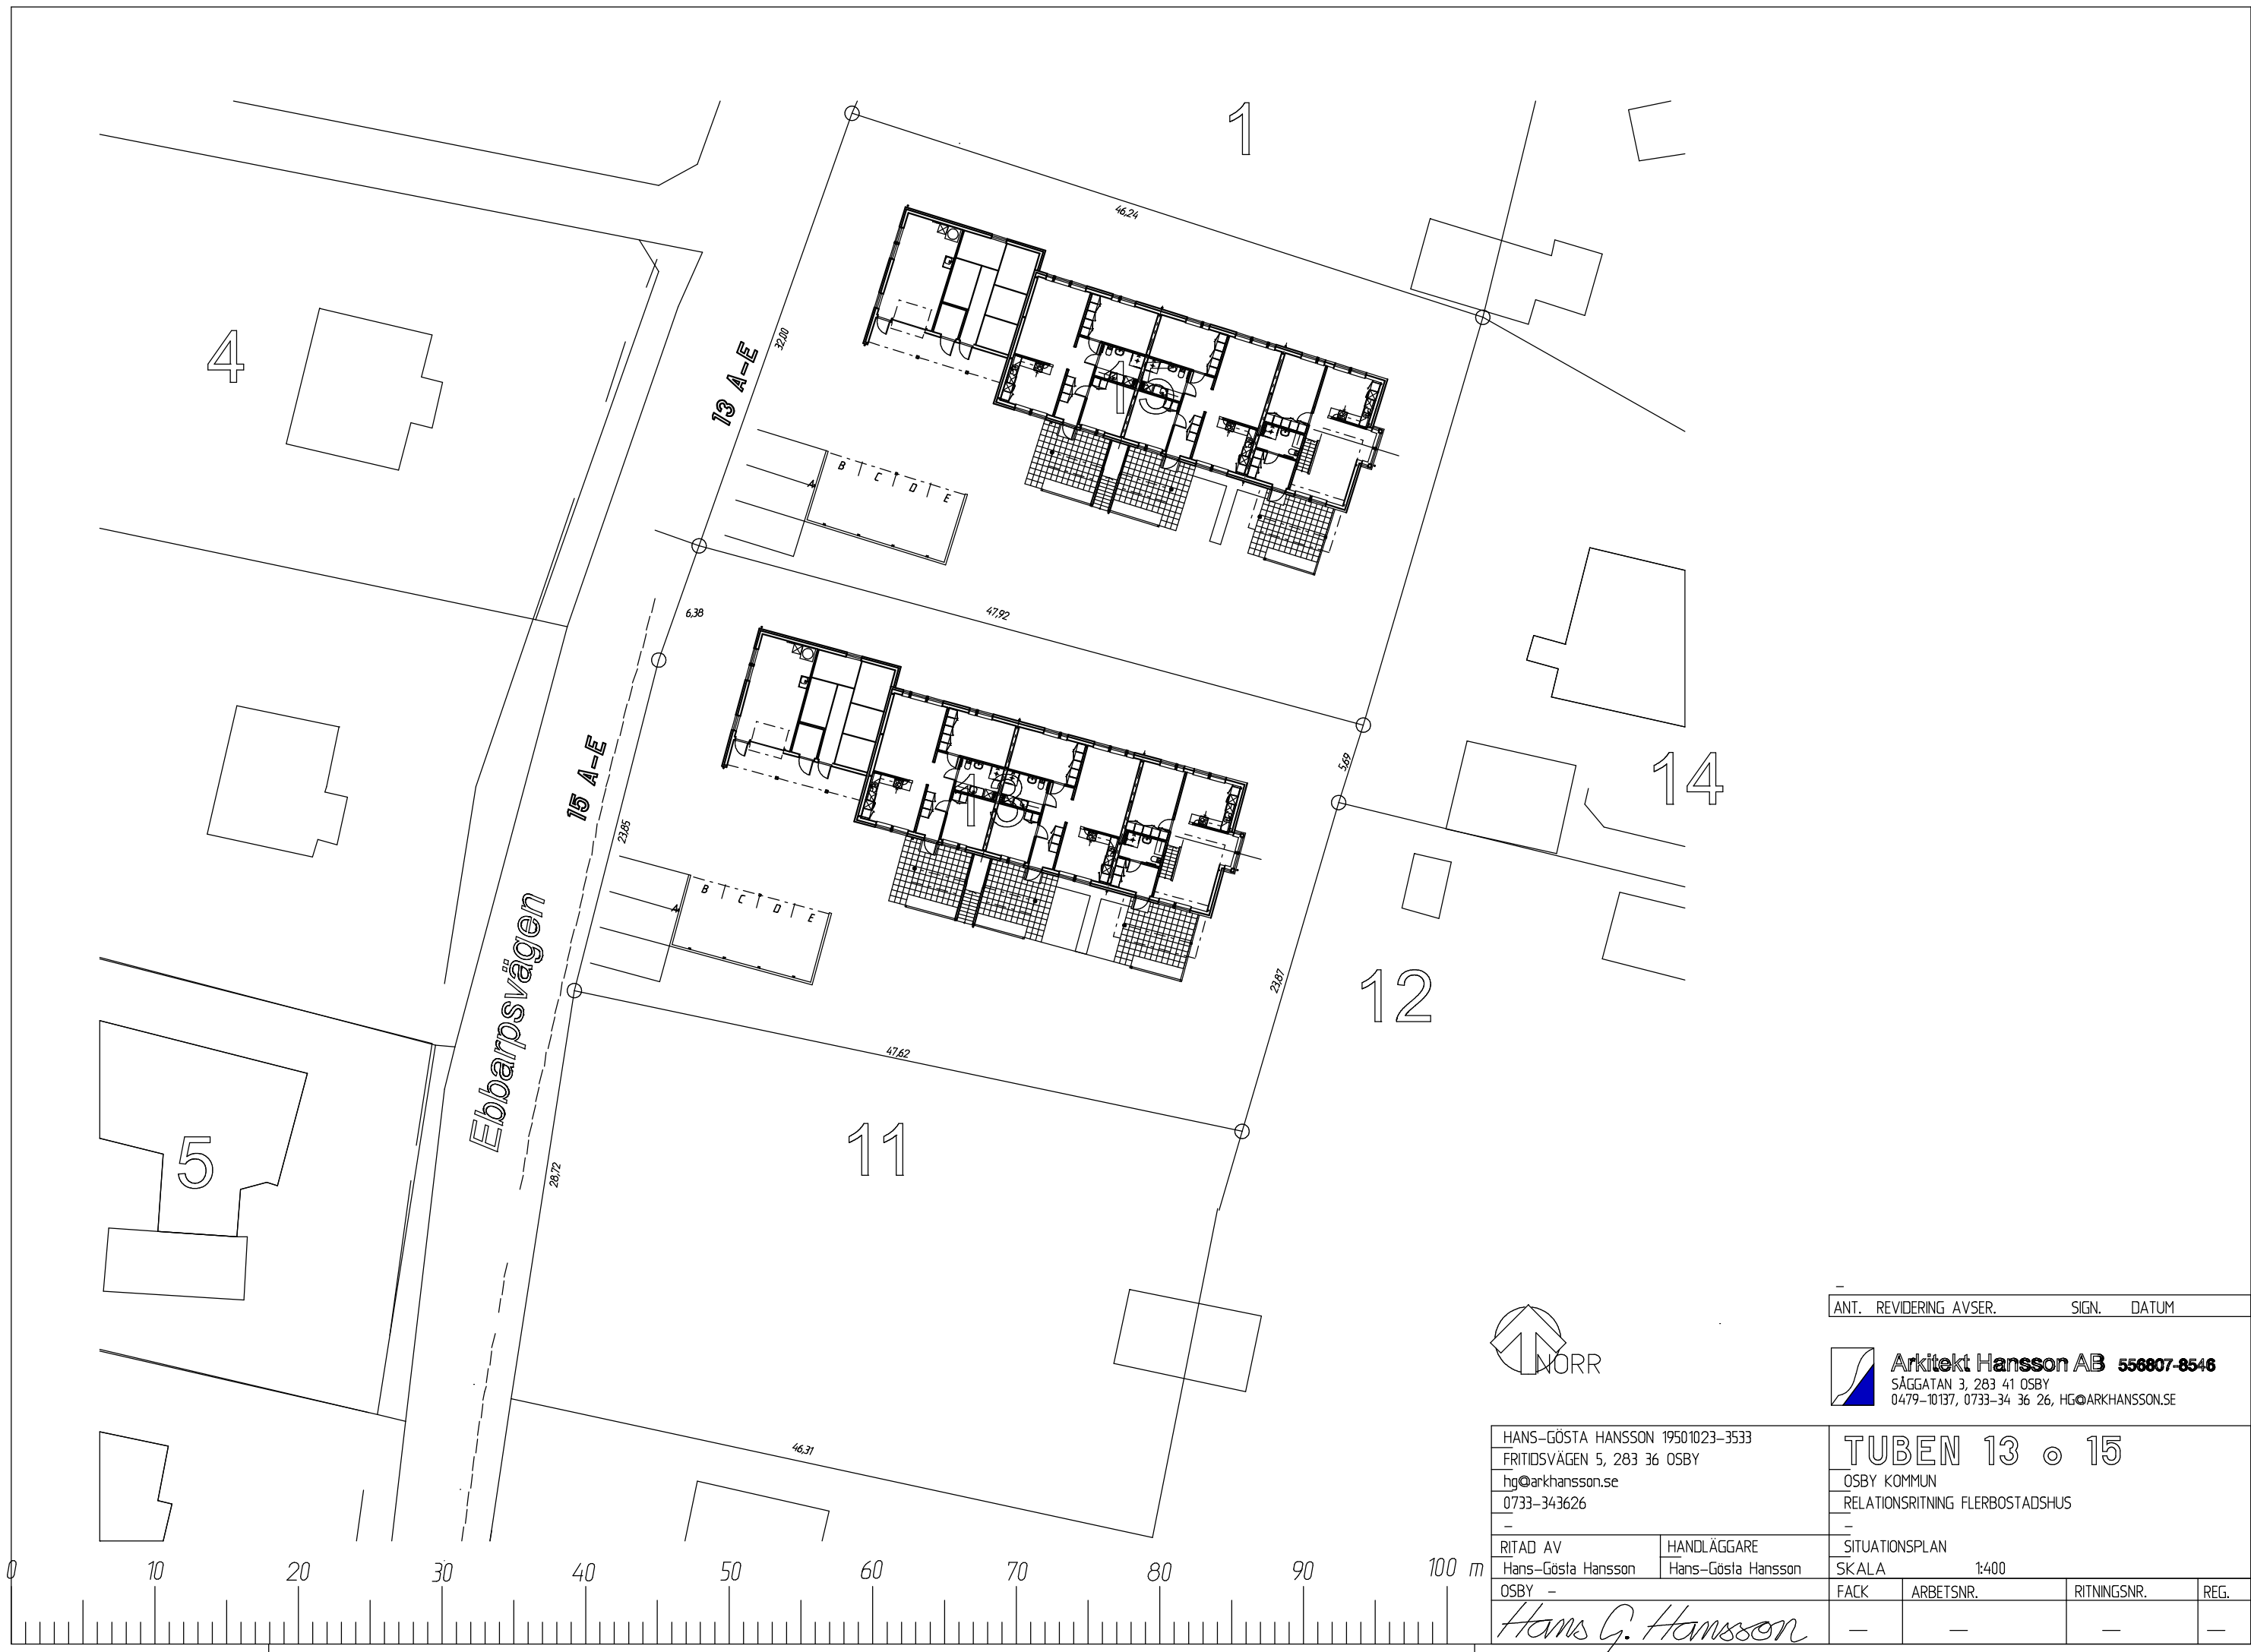 1
46,24
4
32,00
13 A-E
13
A
B
C
D
E
6,38
47,92
15 A-E
15
5,69
14
23,85
A
B
C
D
E
Ebbarpsvägen
23,87
12
47,62
11
5
28,72
46,31
NORR
-
ANT. REVIDERING AVSER. SIGN. DATUM
Arkitekt Hansson AB 556807-8546
SÅGGATAN 3, 283 41 OSBY
0479-10137, 0733-34 36 26, HG@ARKHANSSON.SE
HANS-GÖSTA HANSSON 19501023-3533
FRITIDSVÄGEN 5, 283 36 OSBY
hg@arkhansson.se
0733-343626
-
RITAD AV HANDLÄGGARE
Hans-Gösta Hansson Hans-Gösta Hansson
OSBY -
Hans G. Hansson
TUBEN 13 o 15
OSBY KOMMUN
RELATIONSRITNING FLERBOSTADSHUS
-
SITUATIONSPLAN
SKALA 1:400
FACK ARBETSNR. RITNINGSNR. REG.
- - - -
0 10 20 30 40 50 60 70 80 90 100 m